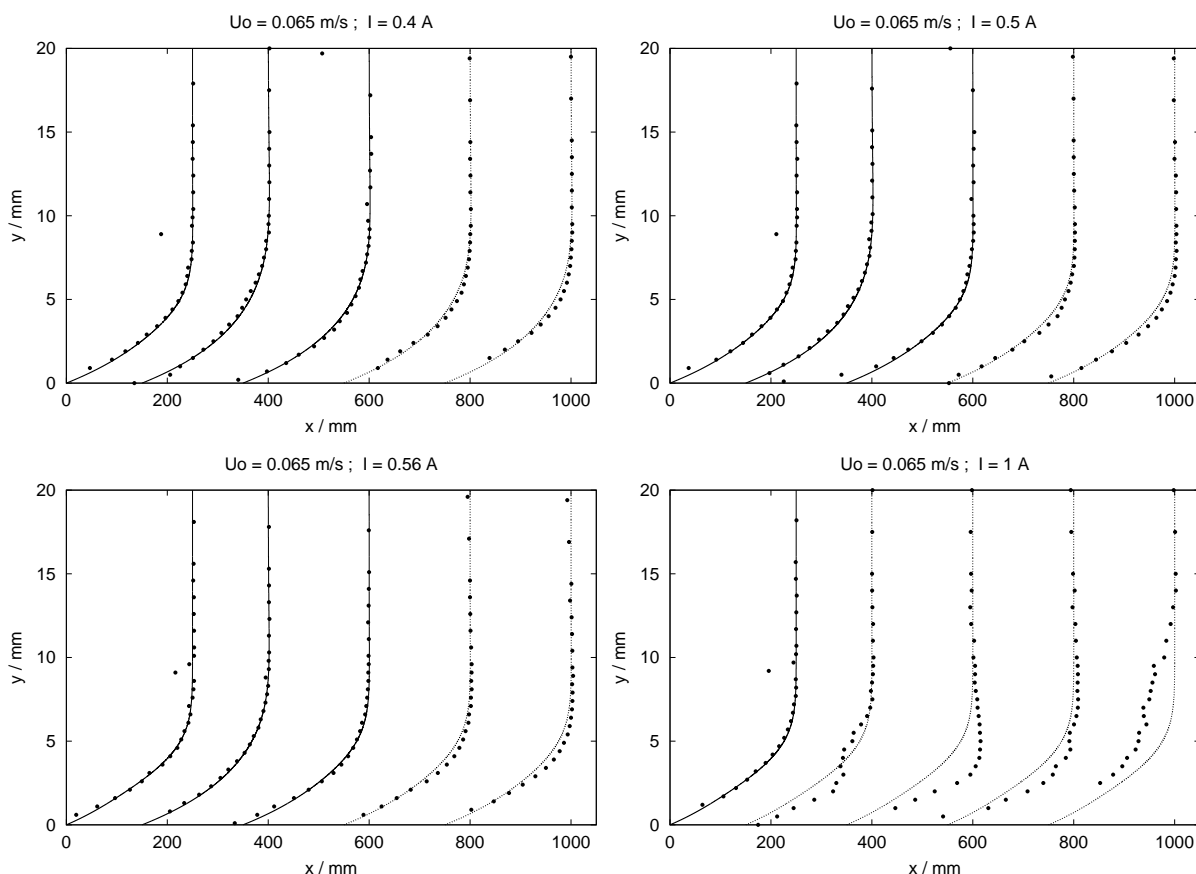 Uo = 0.065 m/s ; I = 0.4 A
20
15
10
5
0
y / mm
0 200 400 600 800 1000
x / mm
Uo = 0.065 m/s ; I = 0.5 A
20
15
10
5
0
y / mm
0 200 400 600 800 1000
x / mm
Uo = 0.065 m/s ; I = 0.56 A
20
15
10
5
0
y / mm
0 200 400 600 800 1000
x / mm
Uo = 0.065 m/s ; I = 1 A
20
15
10
5
0
y / mm
0 200 400 600 800 1000
x / mm